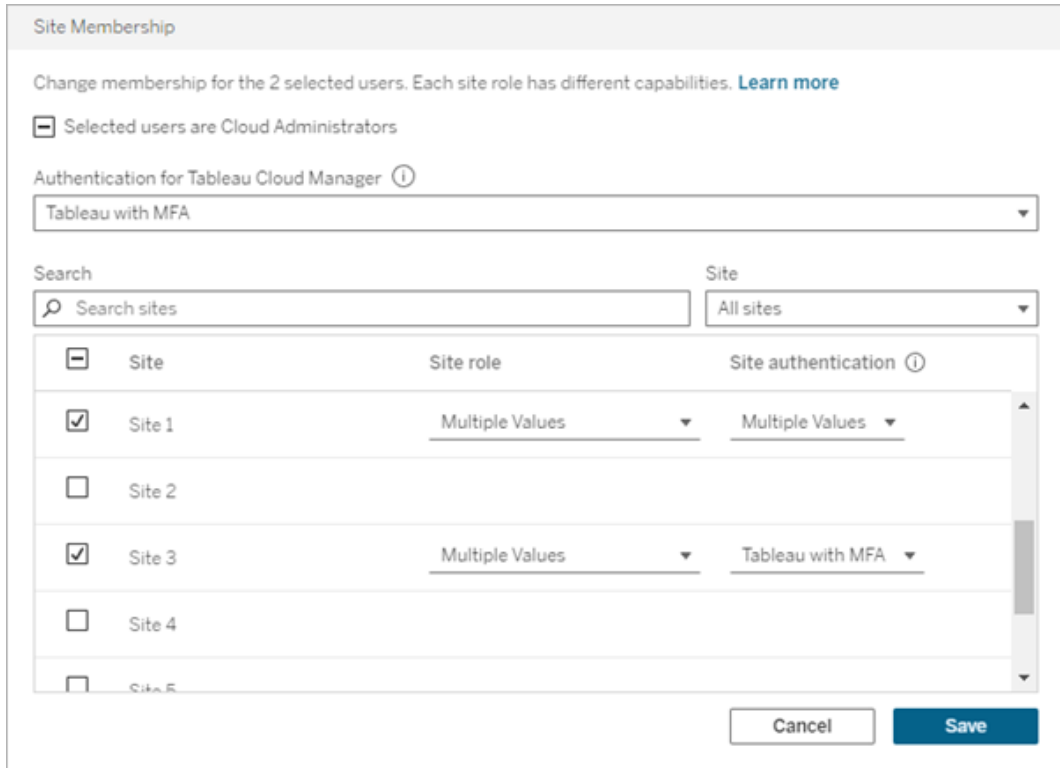 Site Membership
Change membership for the 2 selected users. Each site role has different capabilities. Learn more
Selected users are Cloud Administrators
Authentication for Tableau Cloud Manager
Tableau with MFA
Search Site
Search sites All sites
Site Site role Site authentication
Site 1 Multiple Values Multiple Values
Site 2
Site 3 Multiple Values Tableau with MFA
Site 4
Site 5
Cancel Save